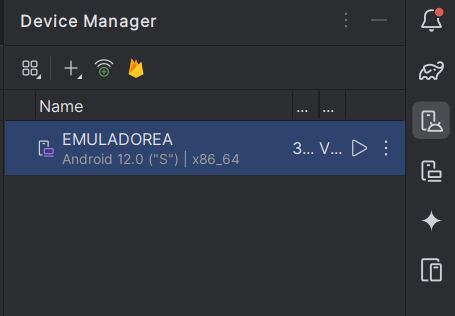 Device Manager
Name ... ...
EMULADOREA 3... V...
Android 12.0 ("S") | x86_64